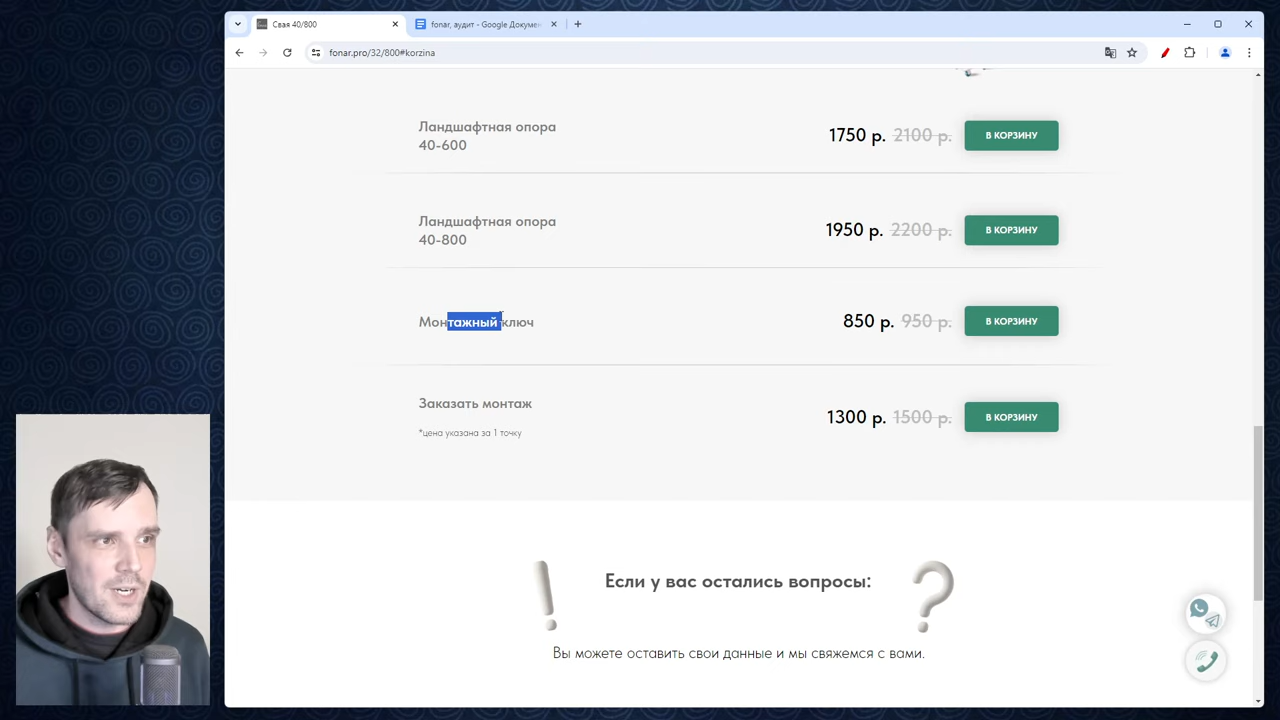 Свая 40/800
fonar, аудит - Google Докумен
fonar.pro/32/800#korzina
Ландшафтная опора
40-600
1750 р. 2100 р. В КОРЗИНУ
Ландшафтная опора
40-800
1950 р. 2200 р. В КОРЗИНУ
Монтажный ключ
850 р. 950 р. В КОРЗИНУ
Заказать монтаж
*цена указана за 1 точку
1300 р. 1500 р. В КОРЗИНУ
! Если у вас остались вопросы: ?
Вы можете оставить свои данные и мы свяжемся с вами.